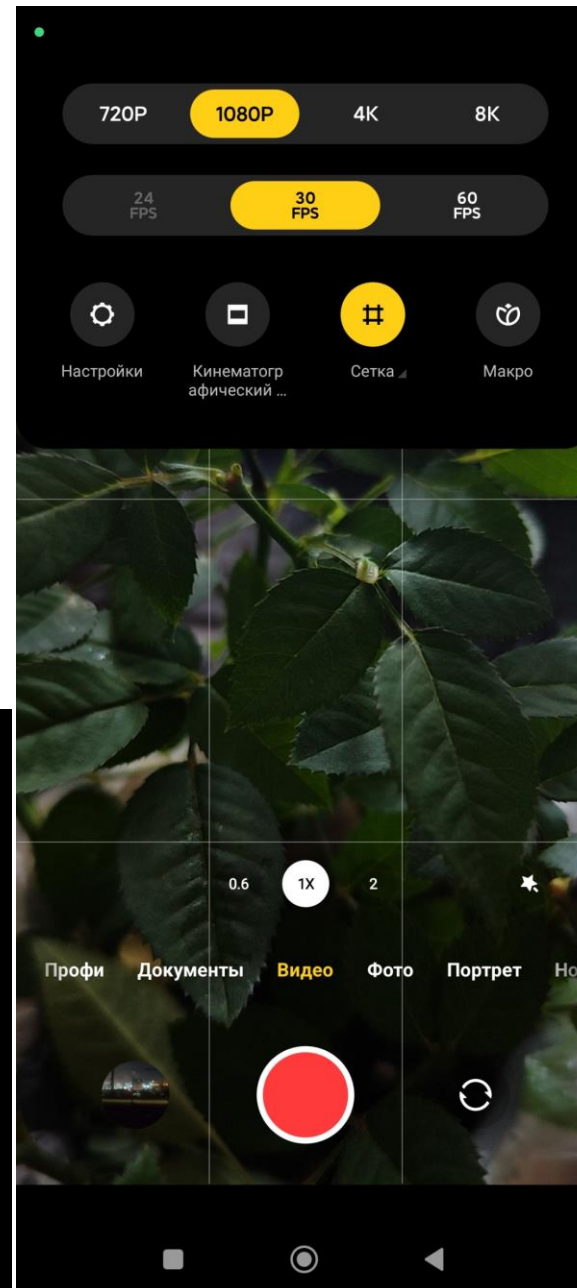 720P 1080P 4K 8K
24 FPS 30 FPS 60 FPS
Настройки Кинематогр Сетка Макро
афический ...
0.6 1X 2
Профи Документы Видео Фото Портрет Но